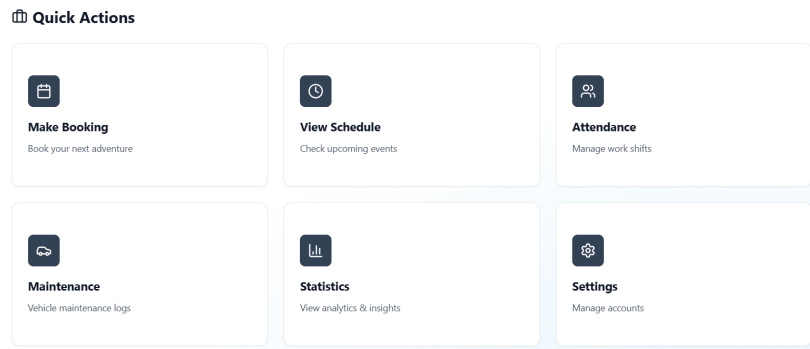 Quick Actions
Make Booking
Book your next adventure
View Schedule
Check upcoming events
Attendance
Manage work shifts
Maintenance
Vehicle maintenance logs
Statistics
View analytics & insights
Settings
Manage accounts